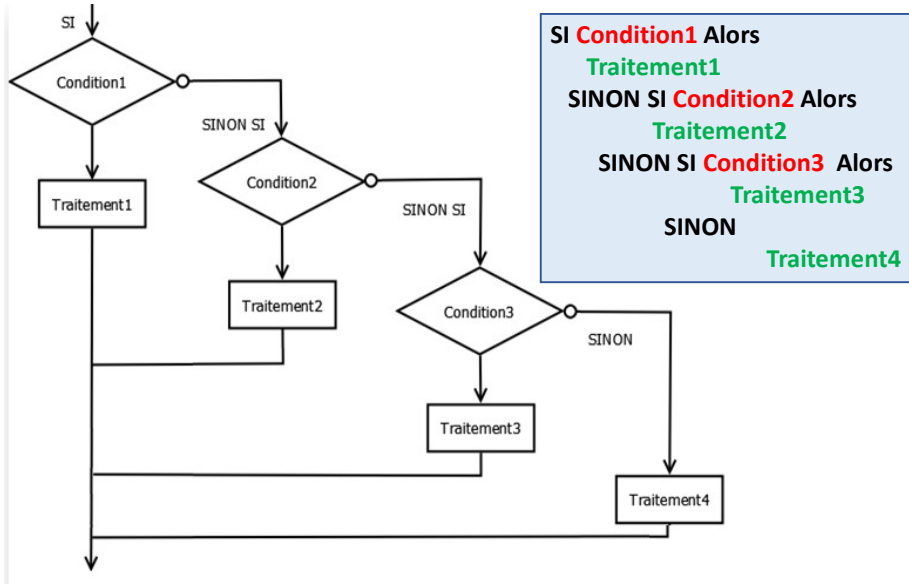 SI
Condition1
SINON SI
Traitement1
Condition2
SINON SI
Traitement2
Condition3
SINON
Traitement3
Traitement4
SI Condition1 Alors
Traitement1
SINON SI Condition2 Alors
Traitement2
SINON SI Condition3 Alors
Traitement3
SINON
Traitement4